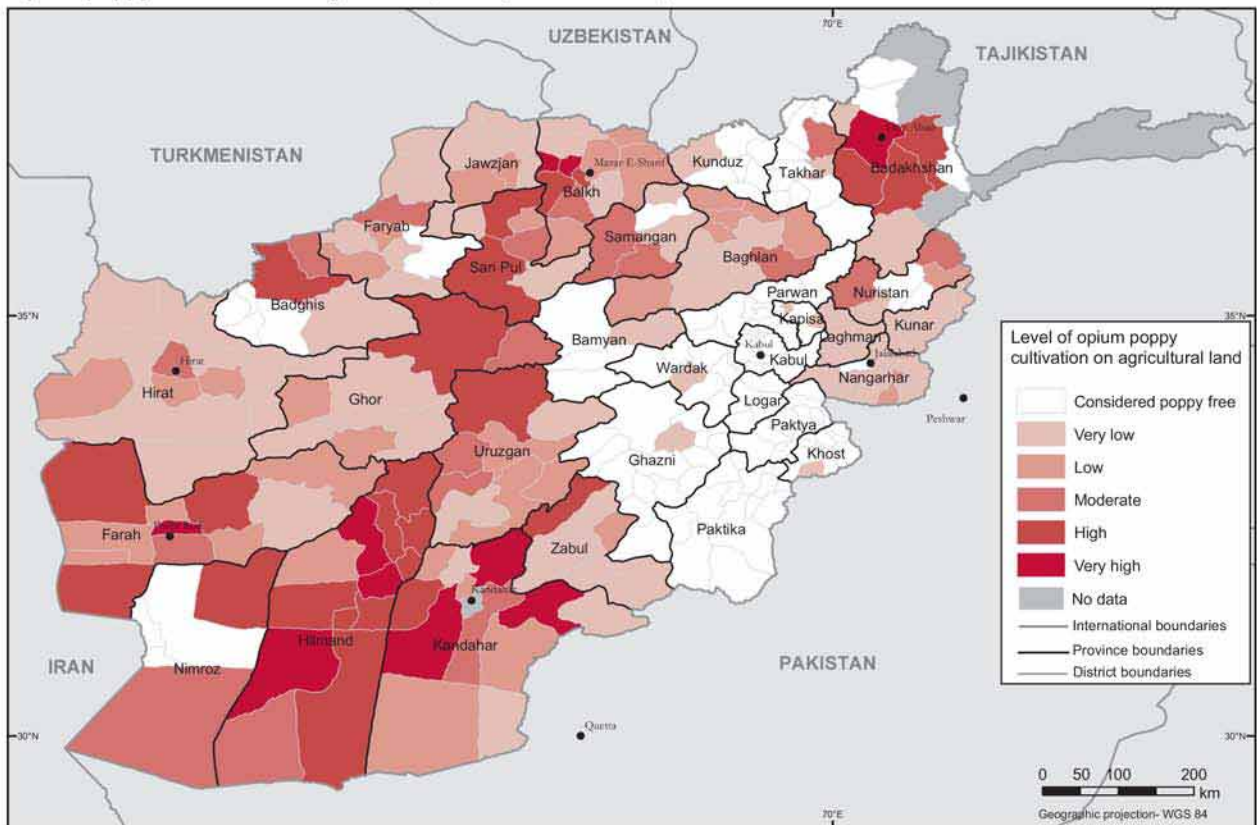 70°E
UZBEKISTAN
TAJIKISTAN
TURKMENISTAN
Jawzjan
Mazar E-Sharif
Kunduz
Takhar
Badakhshan
Balkh
Faryab
Samangan
Baghlan
Sari Pul
Nuristan
Parwan
35°N
Badghis
Kapisa
Kunar
35°N
Bamyan
Laghman
Kabul
Kabul
Wardak
Nangarhar
Hirat
Hirat
Ghor
Logar
Peshwar
Paktya
Uruzgan
Khost
Ghazni
Paktika
Farah
Zabul
Kandahar
Hilmand
Kandahar
Nimroz
IRAN
PAKISTAN
Quetta
30°N
30°N
70°E
Level of opium poppy
cultivation on agricultural land
Considered poppy free
Very low
Low
Moderate
High
Very high
No data
International boundaries
Province boundaries
District boundaries
0 50 100 200
km
Geographic projection- WGS 84